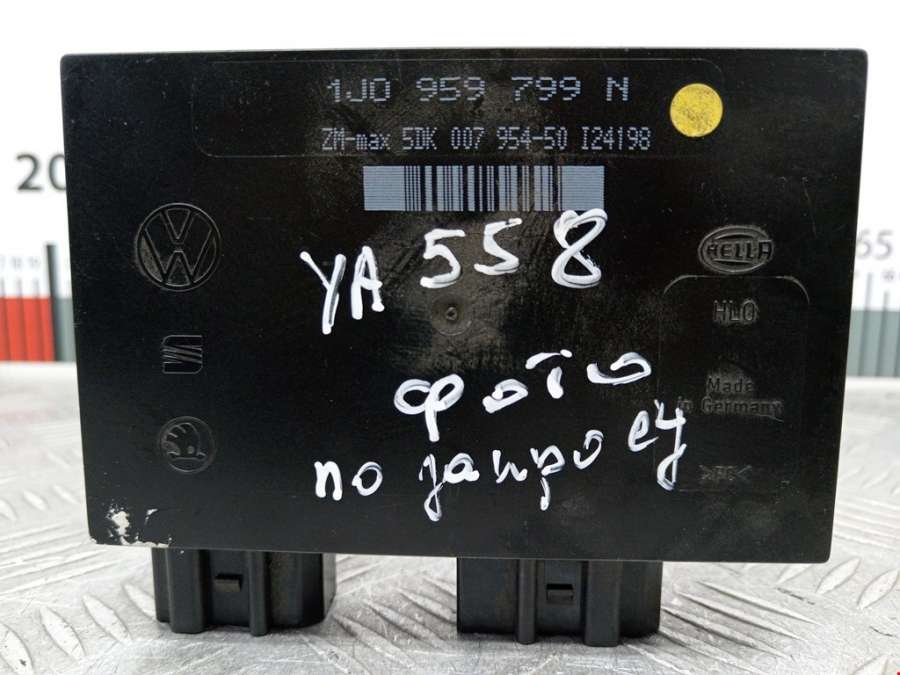 1J0 959 799 N
ZM-max 5DK 007 954-50 I24198
УА 558
HELLA
HLO
фото
Made
in Germany
по запросу